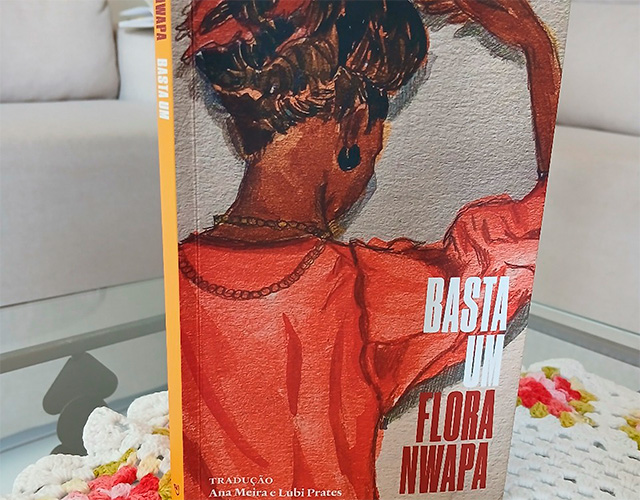 NWAPA BASTA UM
BASTA
UM
FLORA
NWAPA
TRADUÇÃO
Ana Meira e Lubi Prates